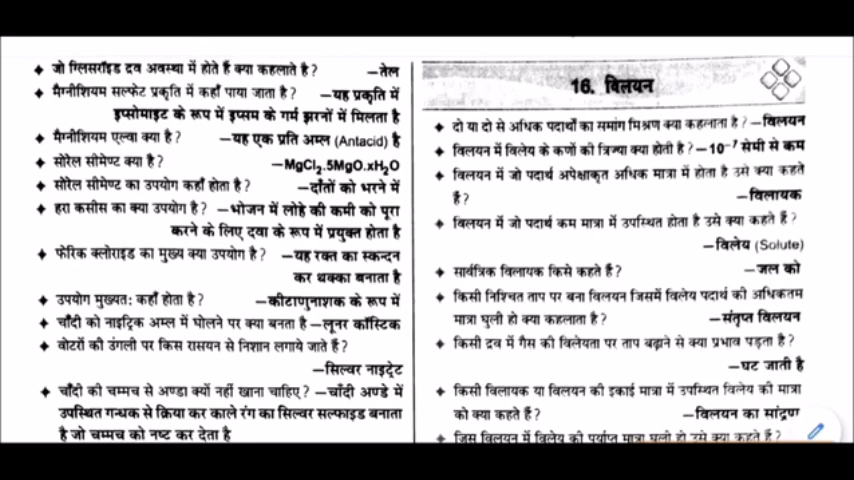 ✦ जो ग्लिसराॅइड द्रव अवस्था में होते हैं क्या कहलाते है? –तेल
✦ मैग्नीशियम सल्फेट प्रकृति में कहाँ पाया जाता है? –यह प्रकृति में
इप्सोमाइट के रूप में इप्सम के गर्म झरनों में मिलता है
✦ मैग्नीशियम एल्वा क्या है? –यह एक प्रति अम्ल (Antacid) है
✦ सोरेल सीमेण्ट क्या है? –MgCl₂.5MgO.xH₂O
✦ सोरेल सीमेण्ट का उपयोग कहाँ होता है? –दाँतों को भरने में
✦ हरा कसीस का क्या उपयोग है? –भोजन में लोहे की कमी को पूरा
करने के लिए दवा के रूप में प्रयुक्त होता है
✦ फेरिक क्लोराइड का मुख्य क्या उपयोग है? –यह रक्त का स्कन्दन
कर थक्का बनाता है
✦ उपयोग मुख्यतः कहाँ होता है? –कीटाणुनाशक के रूप में
✦ चाँदी को नाइट्रिक अम्ल में घोलने पर क्या बनता है –लूनर कॉस्टिक
✦ वोटरों की उंगली पर किस रासयन से निशान लगाये जाते हैं?
–सिल्वर नाइट्रेट
✦ चाँदी की चम्मच से अण्डा क्यों नहीं खाना चाहिए? –चाँदी अण्डे में
उपस्थित गन्धक से क्रिया कर काले रंग का सिल्वर सल्फाइड बनाता
है जो चम्मच को नष्ट कर देता है
16. विलयन
✦ दो या दो से अधिक पदार्थों का समांग मिश्रण क्या कहलाता है? –विलयन
✦ विलयन में विलेय के कणों की त्रिज्या क्या होती है? –10⁻⁷ सेमी से कम
✦ विलयन में जो पदार्थ अपेक्षाकृत अधिक मात्रा में होता है उसे क्या कहते
हैं? –विलायक
✦ विलयन में जो पदार्थ कम मात्रा में उपस्थित होता है उसे क्या कहते हैं?
–विलेय (Solute)
✦ सार्वत्रिक विलायक किसे कहते हैं? –जल को
✦ किसी निश्चित ताप पर बना विलयन जिसमें विलेय पदार्थ की अधिकतम
मात्रा घुली हो क्या कहलाता है? –संतृप्त विलयन
✦ किसी द्रव में गैस की विलेयता पर ताप बढ़ाने से क्या प्रभाव पड़ता है?
–घट जाती है
✦ किसी विलायक या विलयन की इकाई मात्रा में उपस्थित विलेय की मात्रा
को क्या कहते हैं? –विलयन का सांद्रण
✦ जिस विलयन में विलेय की पर्याप्त मात्रा घुली हो उसे क्या कहते हैं?